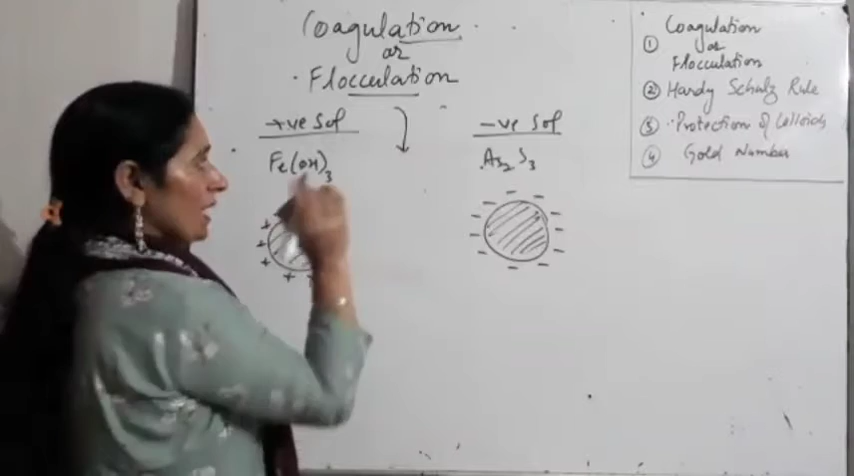 Coagulation
or
Flocculation
+ve Sol
Fe(OH)3
-ve Sol
As2S3
① Coagulation
or
Flocculation
② Hardy Schulz Rule
③ Protection of Colloids
④ Gold Number